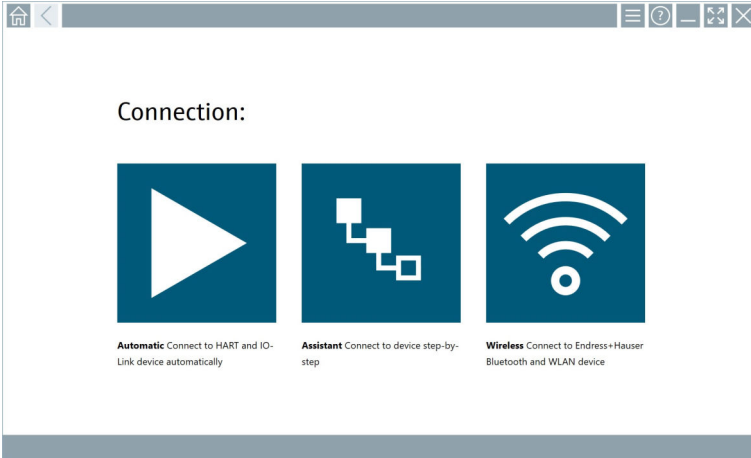 Connection:
Automatic Connect to HART and IO-
Link device automatically
Assistant Connect to device step-by-
step
Wireless Connect to Endress+Hauser
Bluetooth and WLAN device